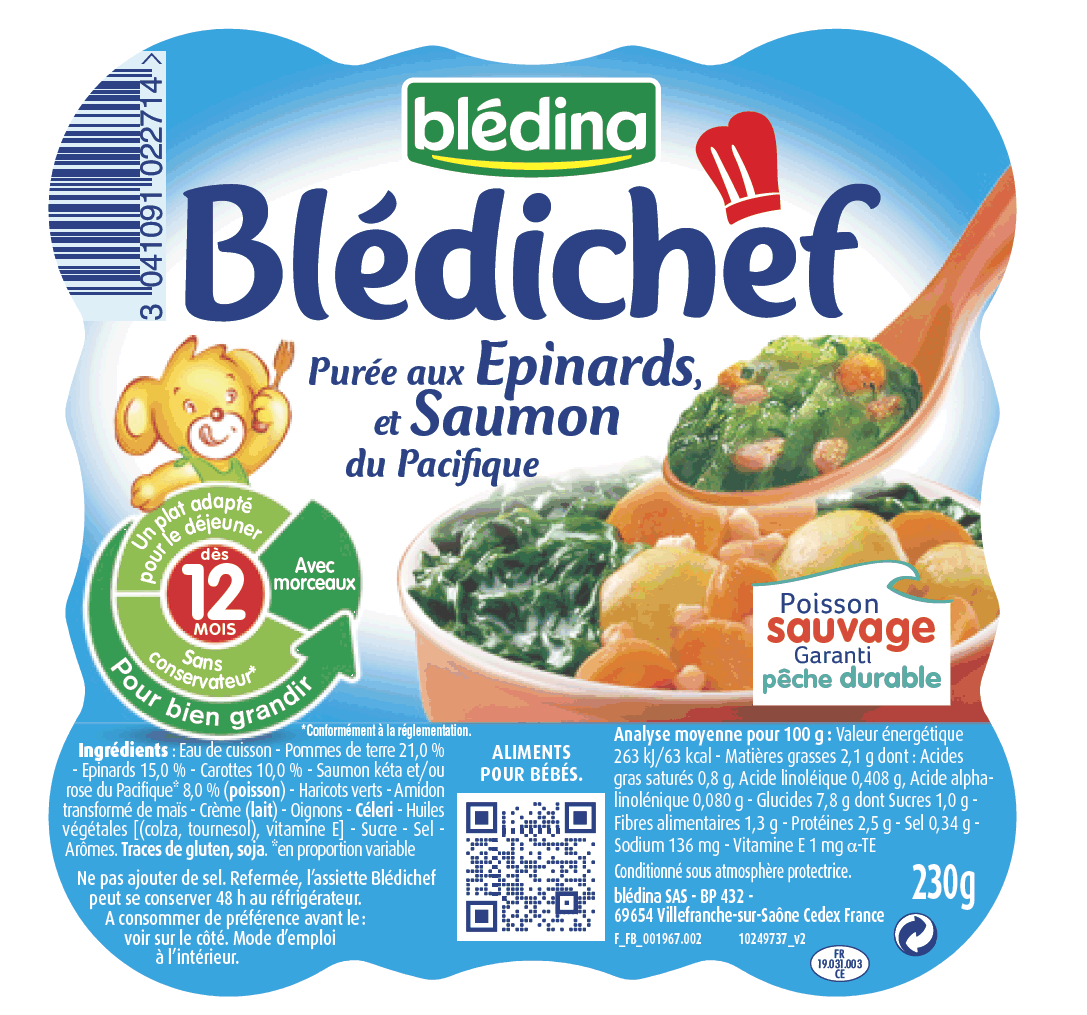 3 041091 022714 >
blédina
Blédichef
Purée aux Epinards,
et Saumon
du Pacifique
Un plat adapté
pour le déjeuner
dès
12
MOIS
Avec
morceaux
Sans
conservateur*
Pour bien grandir
Poisson
sauvage
Garanti
pêche durable
*Conformément à la réglementation.
Ingrédients : Eau de cuisson - Pommes de terre 21,0 %
- Epinards 15,0 % - Carottes 10,0 % - Saumon kéta et/ou
rose du Pacifique* 8,0 % (poisson) - Haricots verts - Amidon
transformé de maïs - Crème (lait) - Oignons - Céleri - Huiles
végétales [(colza, tournesol), vitamine E] - Sucre - Sel -
Arômes. Traces de gluten, soja. *en proportion variable
Ne pas ajouter de sel. Refermée, l'assiette Blédichef
peut se conserver 48 h au réfrigérateur.
A consommer de préférence avant le :
voir sur le côté. Mode d'emploi
à l'intérieur.
ALIMENTS
POUR BÉBÉS.
Analyse moyenne pour 100 g : Valeur énergétique
263 kJ/63 kcal - Matières grasses 2,1 g dont : Acides
gras saturés 0,8 g, Acide linoléique 0,408 g, Acide alpha-
linolénique 0,080 g - Glucides 7,8 g dont Sucres 1,0 g -
Fibres alimentaires 1,3 g - Protéines 2,5 g - Sel 0,34 g -
Sodium 136 mg - Vitamine E 1 mg α-TE
Conditionné sous atmosphère protectrice.
blédina SAS - BP 432 -
69654 Villefranche-sur-Saône Cedex France
F_FB_001967.002 10249737_v2
230g
FR
19.031.003
CE